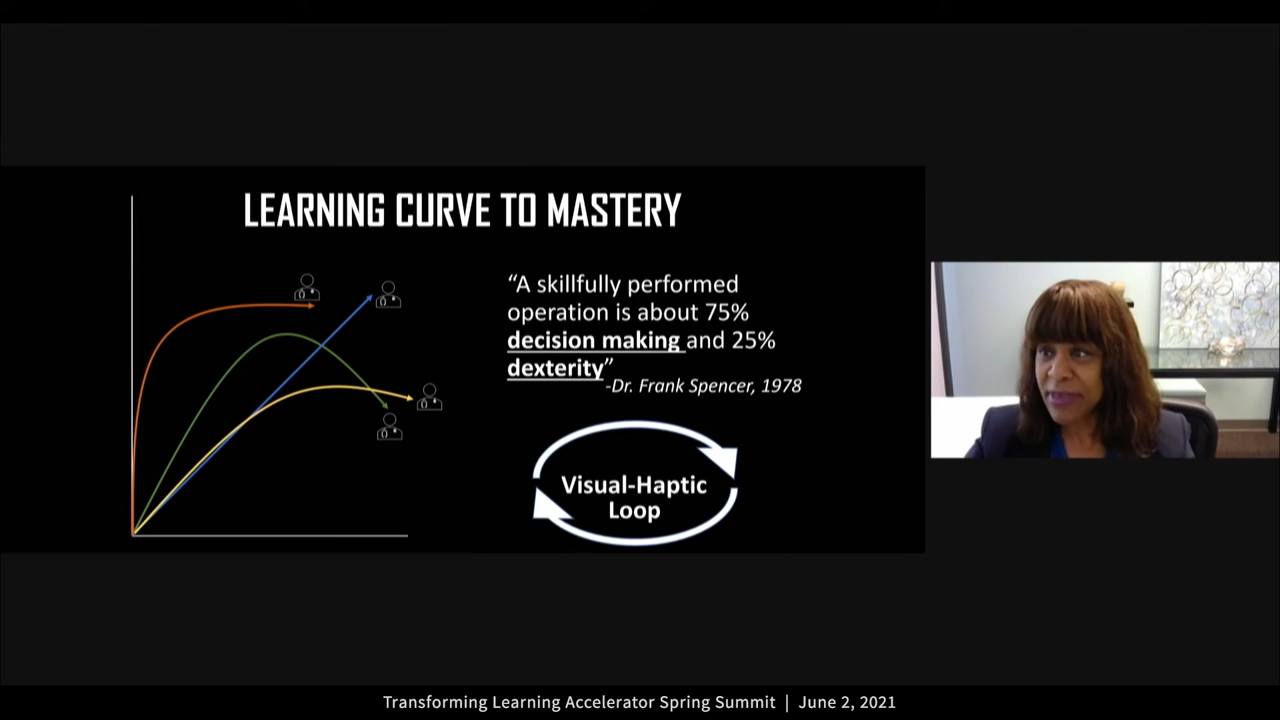 LEARNING CURVE TO MASTERY
“A skillfully performed
operation is about 75%
decision making and 25%
dexterity”
-Dr. Frank Spencer, 1978
Visual-Haptic
Loop
Transforming Learning Accelerator Spring Summit | June 2, 2021